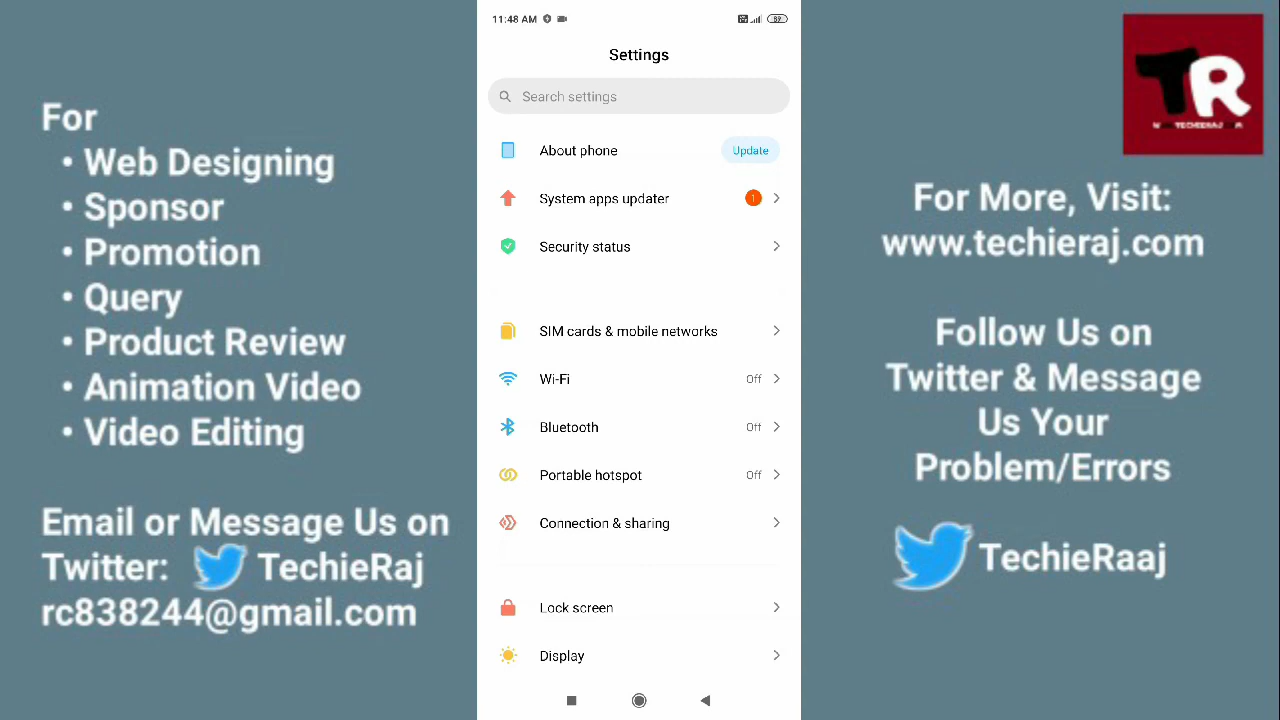 For
• Web Designing
• Sponsor
• Promotion
• Query
• Product Review
• Animation Video
• Video Editing
Email or Message Us on
Twitter: TechieRaj
rc838244@gmail.com
11:48 AM
89
Settings
Search settings
About phone Update
System apps updater 1
Security status
SIM cards & mobile networks
Wi-Fi Off
Bluetooth Off
Portable hotspot Off
Connection & sharing
Lock screen
Display
TR
For More, Visit:
www.techieraj.com
Follow Us on
Twitter & Message
Us Your
Problem/Errors
TechieRaaj